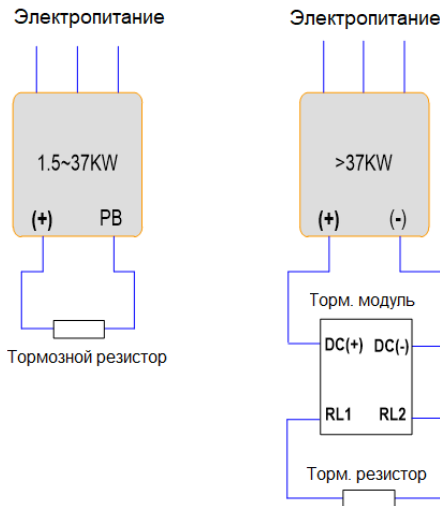 Электропитание
1.5~37KW
(+) PB
Тормозной резистор
Электропитание
>37KW
(+) (-)
Торм. модуль
DC(+) DC(-)
RL1 RL2
Торм. резистор